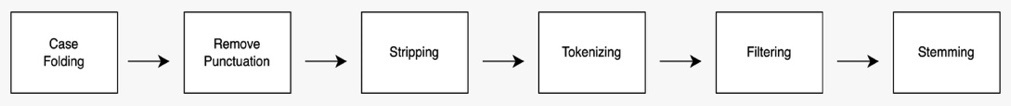 Case
Folding
Remove
Punctuation
Stripping
Tokenizing
Filtering
Stemming